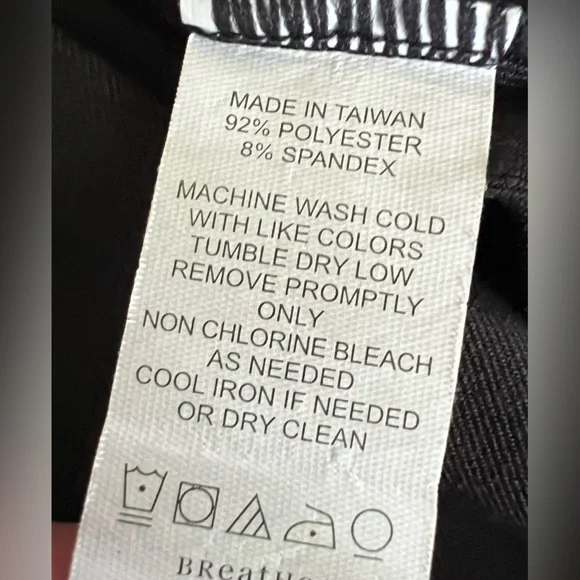 MADE IN TAIWAN
92% POLYESTER
8% SPANDEX
MACHINE WASH COLD
WITH LIKE COLORS
TUMBLE DRY LOW
REMOVE PROMPTLY
ONLY
NON CHLORINE BLEACH
AS NEEDED
COOL IRON IF NEEDED
OR DRY CLEAN